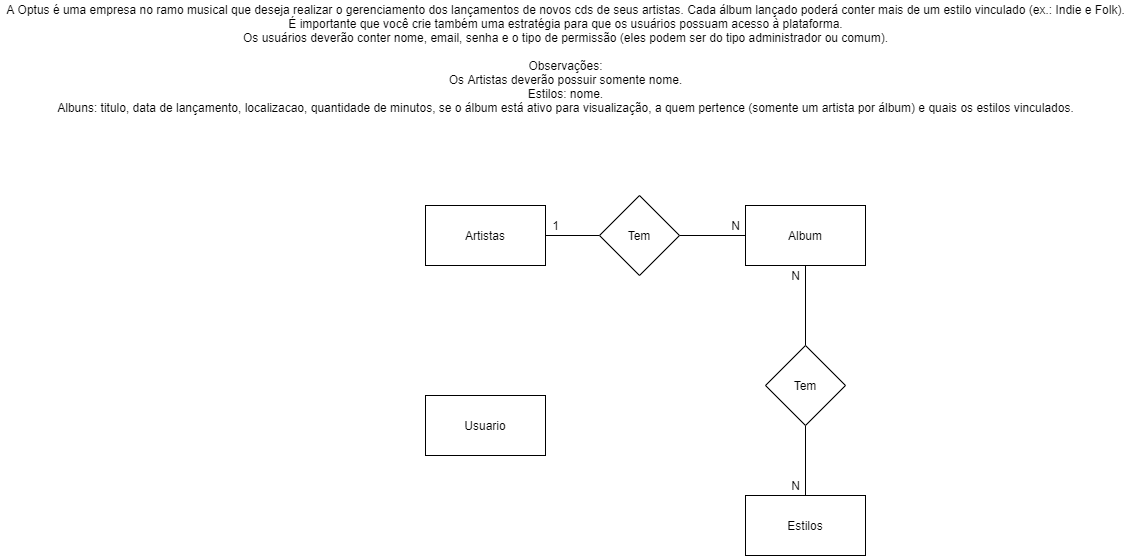 A Optus é uma empresa no ramo musical que deseja realizar o gerenciamento dos lançamentos de novos cds de seus artistas. Cada álbum lançado poderá conter mais de um estilo vinculado (ex.: Indie e Folk).
É importante que você crie também uma estratégia para que os usuários possuam acesso à plataforma.
Os usuários deverão conter nome, email, senha e o tipo de permissão (eles podem ser do tipo administrador ou comum).
Observações:
Os Artistas deverão possuir somente nome.
Estilos: nome.
Albuns: titulo, data de lançamento, localizacao, quantidade de minutos, se o álbum está ativo para visualização, a quem pertence (somente um artista por álbum) e quais os estilos vinculados.
Artistas
1
Tem
N
Album
N
Tem
Usuario
N
Estilos